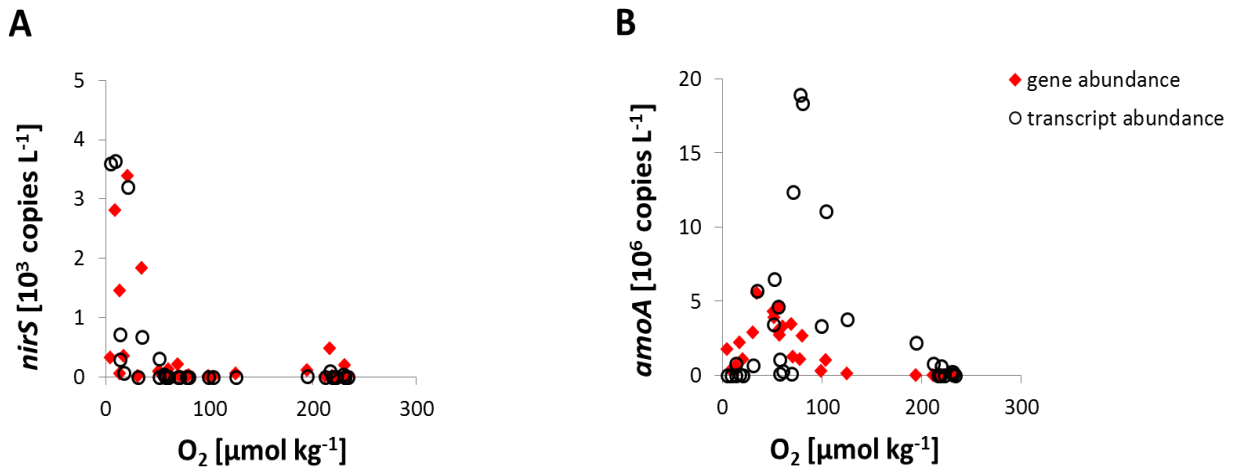 A
B
5
4
3
2
1
0
nirS [10³ copies L⁻¹]
0 100 200 300
O₂ [µmol kg⁻¹]
20
15
10
5
0
amoA [10⁶ copies L⁻¹]
0 100 200 300
O₂ [µmol kg⁻¹]
gene abundance
transcript abundance